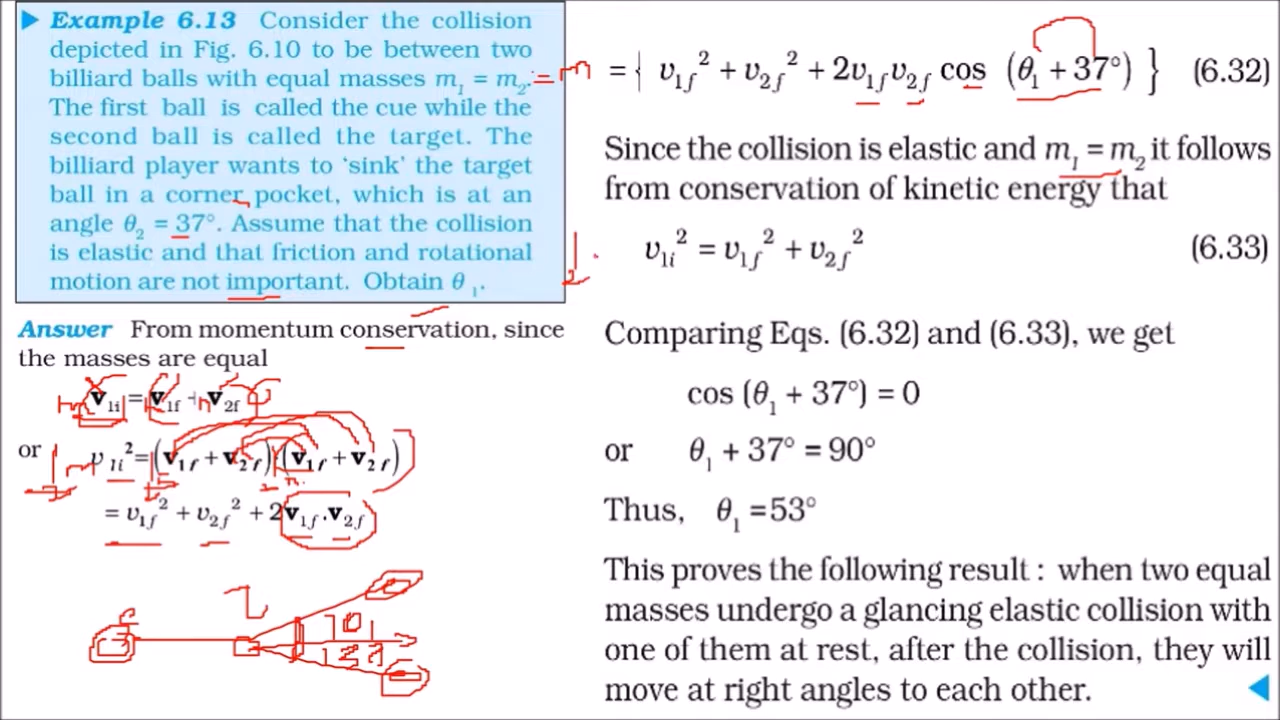 ▶ Example 6.13 Consider the collision
depicted in Fig. 6.10 to be between two
billiard balls with equal masses m₁ = m₂. = m
The first ball is called the cue while the
second ball is called the target. The
billiard player wants to ‘sink’ the target
ball in a corner pocket, which is at an
angle θ₂ = 37°. Assume that the collision
is elastic and that friction and rotational
motion are not important. Obtain θ₁.
Answer From momentum conservation, since
the masses are equal
v₁ᵢ = v₁f + v₂f
or v₁ᵢ² = (v₁f + v₂f)·(v₁f + v₂f)
= v₁f² + v₂f² + 2v₁f.v₂f
= { v₁f² + v₂f² + 2v₁fv₂f cos (θ₁ + 37°) } (6.32)
Since the collision is elastic and m₁ = m₂ it follows
from conservation of kinetic energy that
v₁ᵢ² = v₁f² + v₂f² (6.33)
Comparing Eqs. (6.32) and (6.33), we get
cos (θ₁ + 37°) = 0
or θ₁ + 37° = 90°
Thus, θ₁ = 53°
This proves the following result : when two equal
masses undergo a glancing elastic collision with
one of them at rest, after the collision, they will
move at right angles to each other.